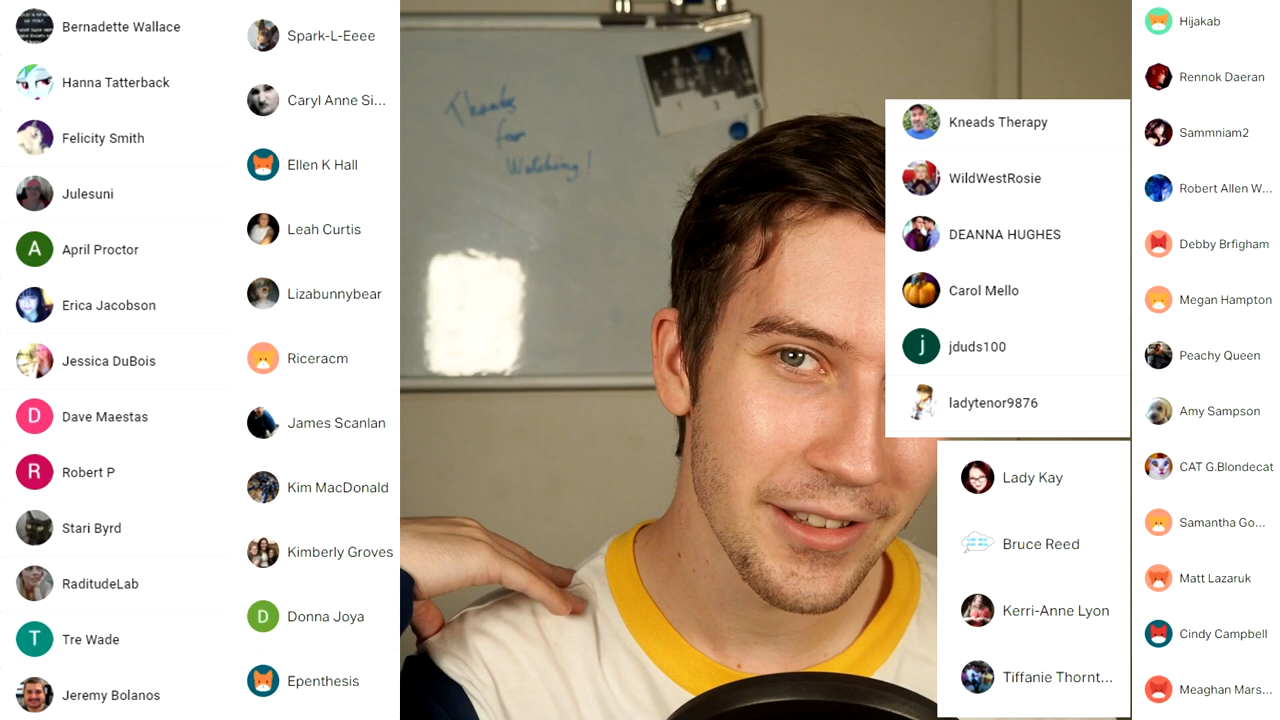 Bernadette Wallace
Hanna Tatterback
Felicity Smith
Julesuni
A April Proctor
Erica Jacobson
Jessica DuBois
D Dave Maestas
R Robert P
Stari Byrd
RaditudeLab
T Tre Wade
Jeremy Bolanos
Spark-L-Eeee
Caryl Anne Si...
Ellen K Hall
Leah Curtis
Lizabunnybear
Riceracm
James Scanlan
Kim MacDonald
Kimberly Groves
D Donna Joya
Epenthesis
Thanks
for
Watching!
1 3
Kneads Therapy
WildWestRosie
DEANNA HUGHES
Carol Mello
j jduds100
ladytenor9876
Lady Kay
Bruce Reed
Kerri-Anne Lyon
Tiffanie Thornt...
Hijakab
Rennok Daeran
Sammniam2
Robert Allen W...
Debby Brfigham
Megan Hampton
Peachy Queen
Amy Sampson
CAT G.Blondecat
Samantha Go...
Matt Lazaruk
Cindy Campbell
Meaghan Mars...